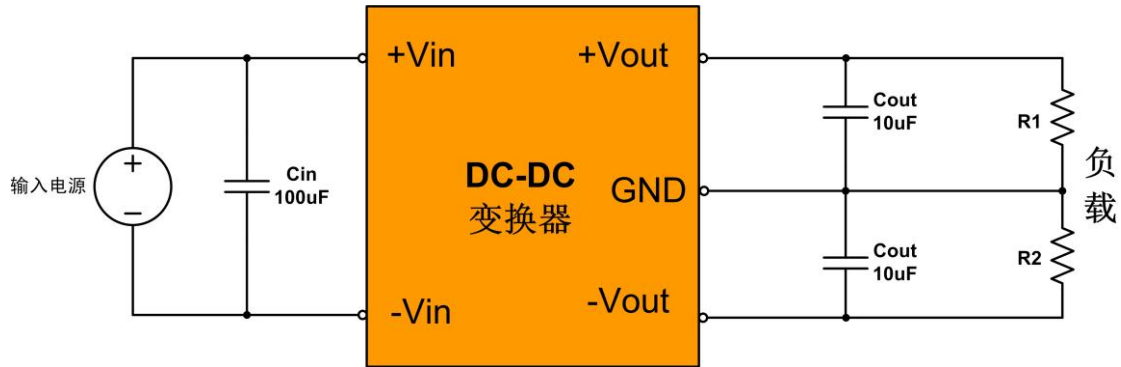 +Vin
+Vout
Cout
10uF
R1
输入电源
+
−
Cin
100uF
DC-DC
变换器
GND
负
载
Cout
10uF
R2
-Vin
-Vout